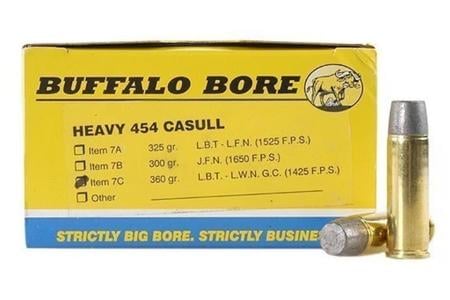 BUFFALO BORE
HEAVY 454 CASULL
Item 7A 325 gr. L.B.T. - L.F.N. (1525 F.P.S.)
Item 7B 300 gr. J.F.N. (1650 F.P.S.)
Item 7C 360 gr. L.B.T. - L.W.N. G.C. (1425 F.P.S.)
Other
STRICTLY BIG BORE. STRICTLY BUSINE